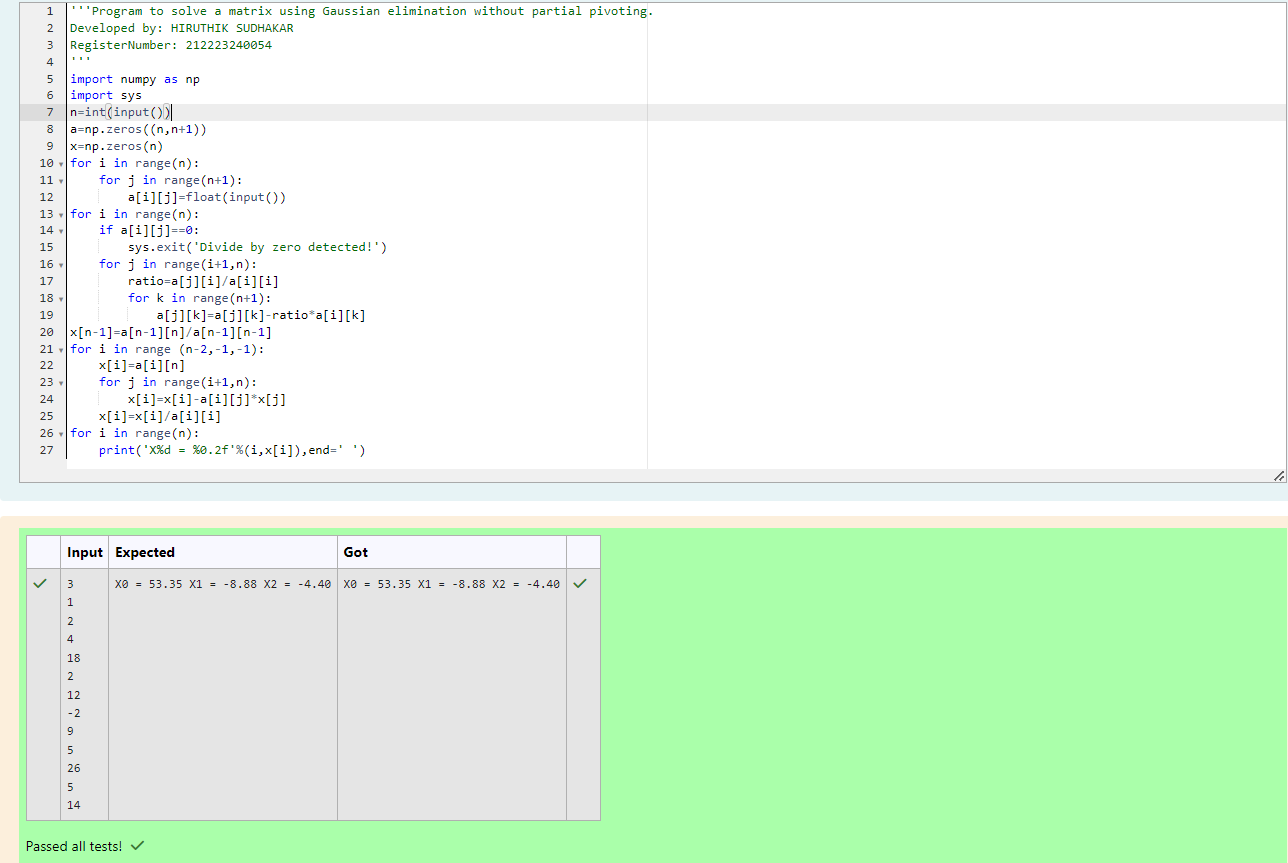 1 '''Program to solve a matrix using Gaussian elimination without partial pivoting.
2 Developed by: HIRUTHIK SUDHAKAR
3 RegisterNumber: 212223240054
4 '''
5 import numpy as np
6 import sys
7 n=int(input())
8 a=np.zeros((n,n+1))
9 x=np.zeros(n)
10 for i in range(n):
11     for j in range(n+1):
12         a[i][j]=float(input())
13 for i in range(n):
14     if a[i][j]==0:
15         sys.exit('Divide by zero detected!')
16     for j in range(i+1,n):
17         ratio=a[j][i]/a[i][i]
18         for k in range(n+1):
19             a[j][k]=a[j][k]-ratio*a[i][k]
20 x[n-1]=a[n-1][n]/a[n-1][n-1]
21 for i in range (n-2,-1,-1):
22     x[i]=a[i][n]
23     for j in range(i+1,n):
24         x[i]=x[i]-a[i][j]*x[j]
25     x[i]=x[i]/a[i][i]
26 for i in range(n):
27     print('X%d = %0.2f'%(i,x[i]),end=' ')
Input Expected Got
3 X0 = 53.35 X1 = -8.88 X2 = -4.40 X0 = 53.35 X1 = -8.88 X2 = -4.40
1
2
4
18
2
12
-2
9
5
26
5
14
Passed all tests!